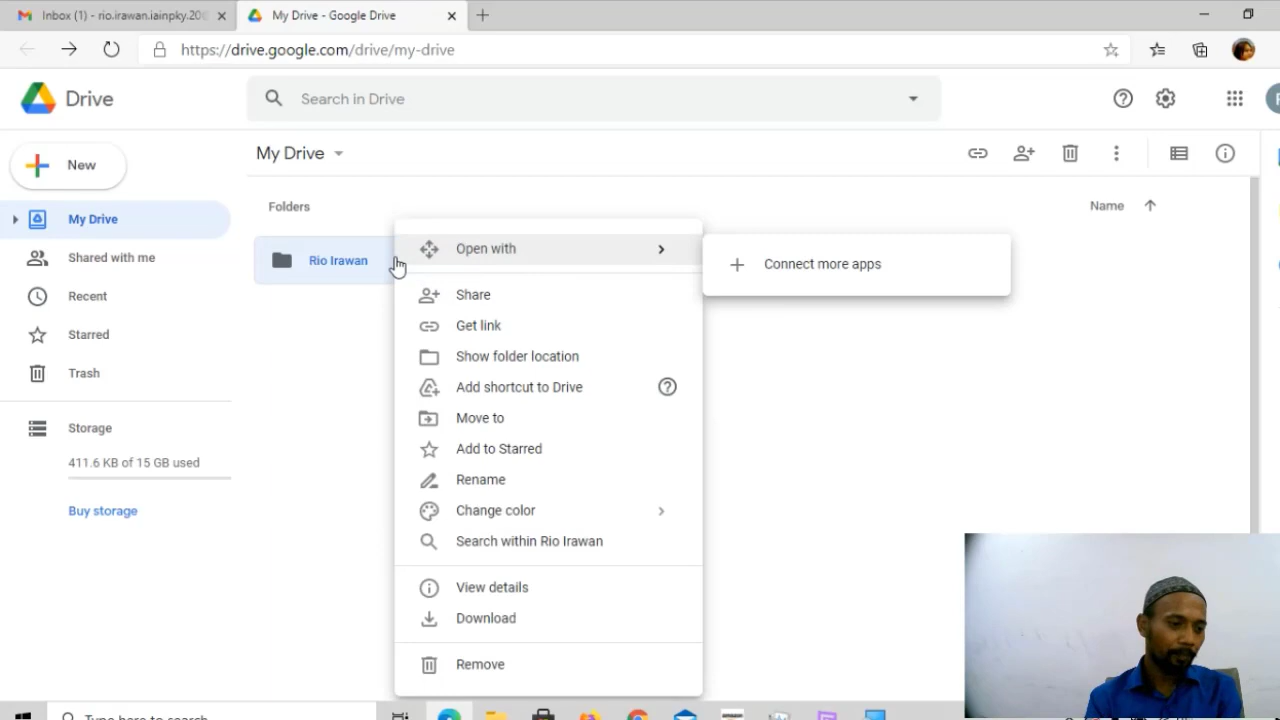 Inbox (1) - rio.irawan.iainpky.20
My Drive - Google Drive
https://drive.google.com/drive/my-drive
Drive
Search in Drive
New
My Drive
Name
Folders
My Drive
Shared with me
Recent
Starred
Trash
Storage
411.6 KB of 15 GB used
Buy storage
Rio Irawan
Open with
Connect more apps
Share
Get link
Show folder location
Add shortcut to Drive
Move to
Add to Starred
Rename
Change color
Search within Rio Irawan
View details
Download
Remove
Type here to search